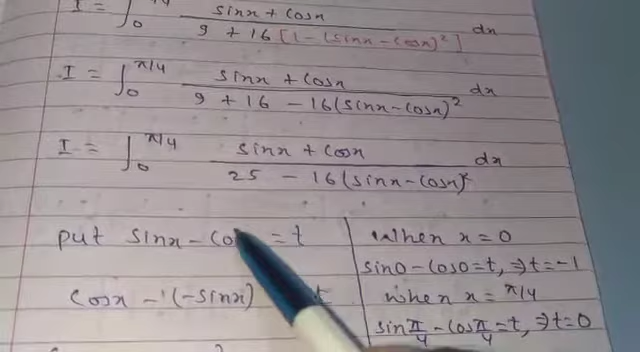 I = ∫₀^π/4 sinx + cosx / 9 + 16[1 - (sinx - cosx)²] dx
I = ∫₀^π/4 sinx + cosx / 9 + 16 - 16(sinx - cosx)² dx
I = ∫₀^π/4 sinx + cosx / 25 - 16(sinx - cosx)² dx
put sinx - cos = t
cosx - (-sinx) t
When x = 0
sin0 - cos0 = t, ⇒ t = -1
when x = π/4
sin π/4 - cos π/4 = t, ⇒ t = 0